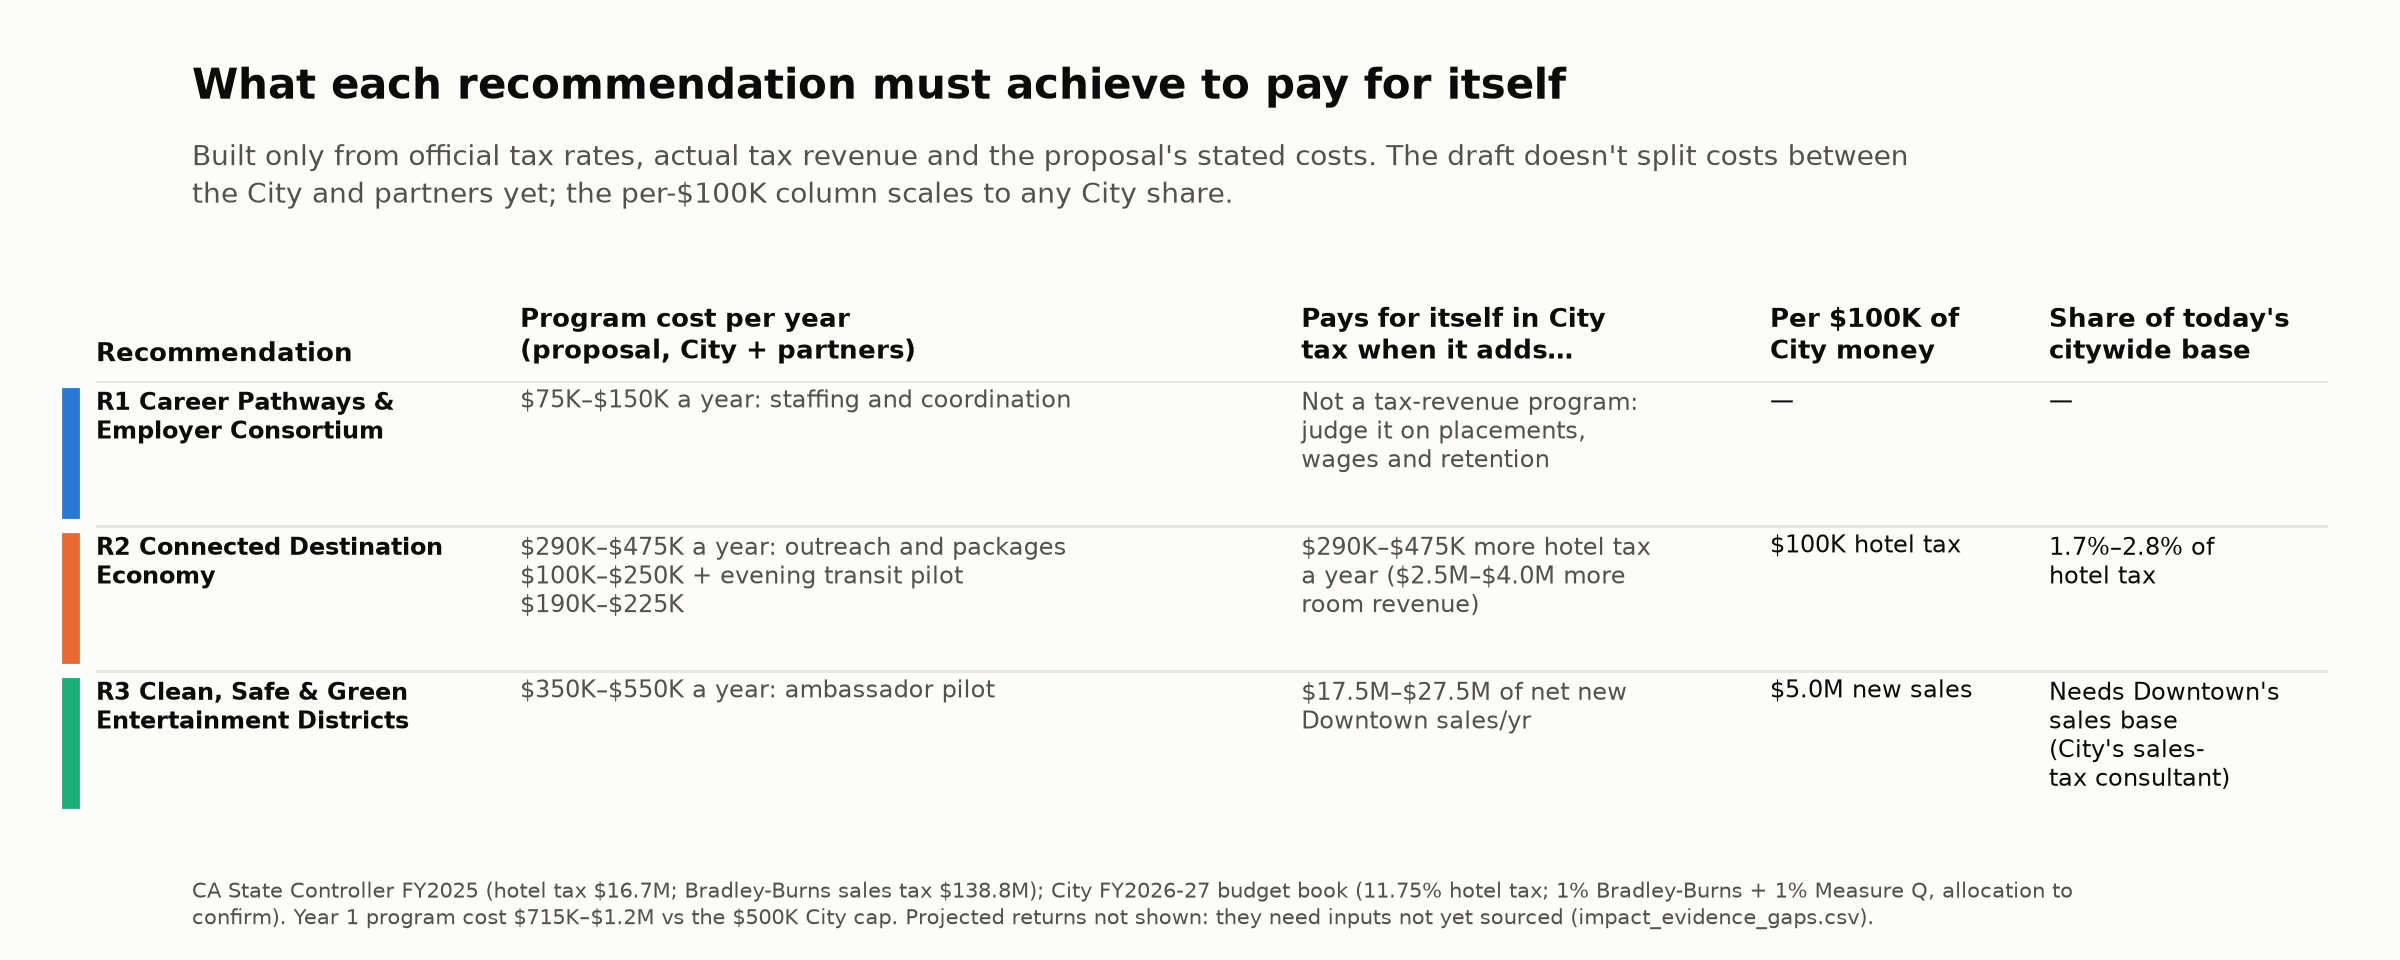 What each recommendation must achieve to pay for itself
Built only from official tax rates, actual tax revenue and the proposal's stated costs. The draft doesn't split costs between
the City and partners yet; the per-$100K column scales to any City share.
Recommendation
Program cost per year
(proposal, City + partners)
Pays for itself in City
tax when it adds…
Per $100K of
City money
Share of today's
citywide base
R1 Career Pathways &
Employer Consortium
$75K–$150K a year: staffing and coordination
Not a tax-revenue program:
judge it on placements,
wages and retention
—
—
R2 Connected Destination
Economy
$290K–$475K a year: outreach and packages
$100K–$250K + evening transit pilot
$190K–$225K
$290K–$475K more hotel tax
a year ($2.5M–$4.0M more
room revenue)
$100K hotel tax
1.7%–2.8% of
hotel tax
R3 Clean, Safe & Green
Entertainment Districts
$350K–$550K a year: ambassador pilot
$17.5M–$27.5M of net new
Downtown sales/yr
$5.0M new sales
Needs Downtown's
sales base
(City's sales-
tax consultant)
CA State Controller FY2025 (hotel tax $16.7M; Bradley-Burns sales tax $138.8M); City FY2026-27 budget book (11.75% hotel tax; 1% Bradley-Burns + 1% Measure Q, allocation to
confirm). Year 1 program cost $715K–$1.2M vs the $500K City cap. Projected returns not shown: they need inputs not yet sourced (impact_evidence_gaps.csv).